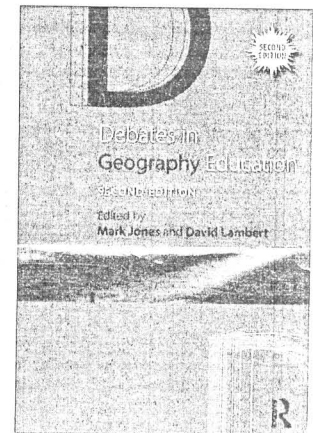 D
SECOND
EDITION
Debates in
Geography Education
SECOND EDITION
Edited by
Mark Jones and David Lambert
R